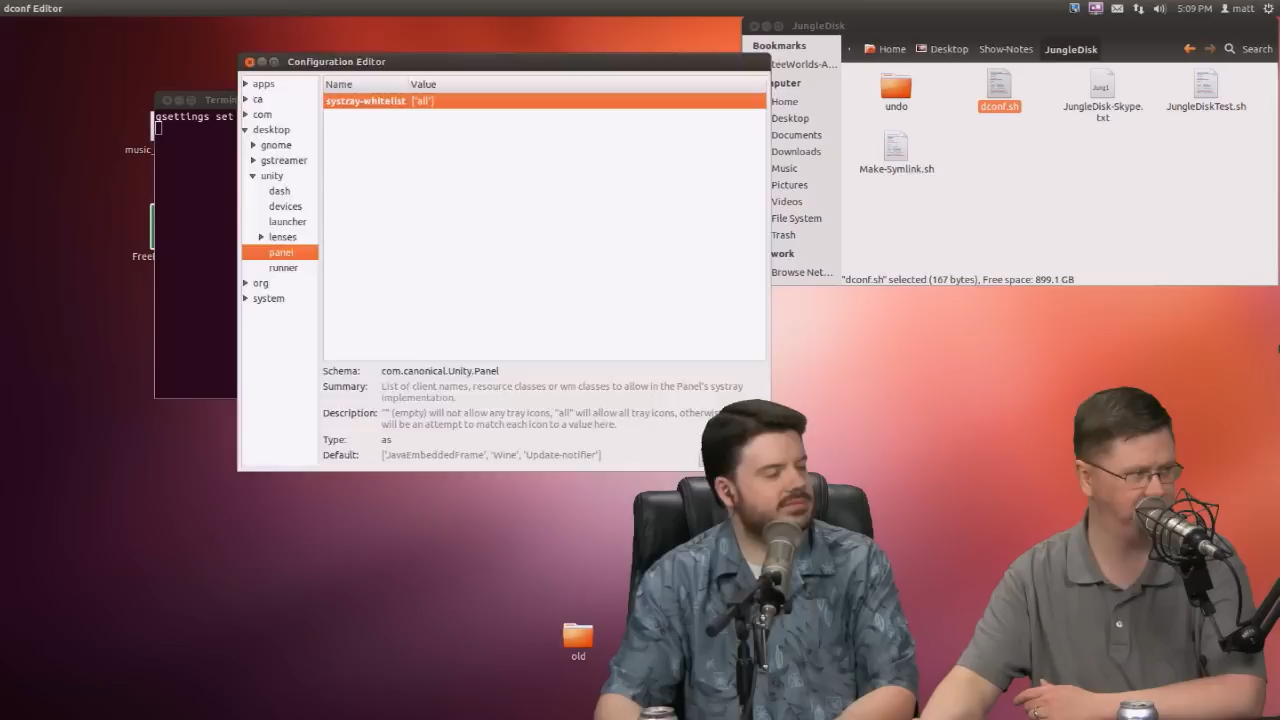 dconf Editor
5:09 PM
matt
JungleDisk
Configuration Editor
Bookmarks
Home
Desktop
Show-Notes
JungleDisk
Search
TeeWorlds-A...
Name
Value
apps
systray-whitelist
['all']
ca
com
desktop
gnome
gstreamer
unity
dash
devices
launcher
lenses
panel
runner
org
system
Termin
gsettings set
music_
Home
Desktop
Documents
Downloads
Music
Pictures
Videos
File System
Trash
work
Browse Net...
undo
dconf.sh
JungleDisk-Skype.
txt
JungleDiskTest.sh
Make-Symlink.sh
"dconf.sh" selected (167 bytes), Free space: 899.1 GB
Schema:
com.canonical.Unity.Panel
Summary:
List of client names, resource classes or wm classes to allow in the Panel's systray
implementation.
Description:
"" (empty) will not allow any tray icons, "all" will allow all tray icons, otherwi
will be an attempt to match each icon to a value here.
Type:
as
Default:
['JavaEmbeddedFrame', 'Wine', 'Update-notifier']
old